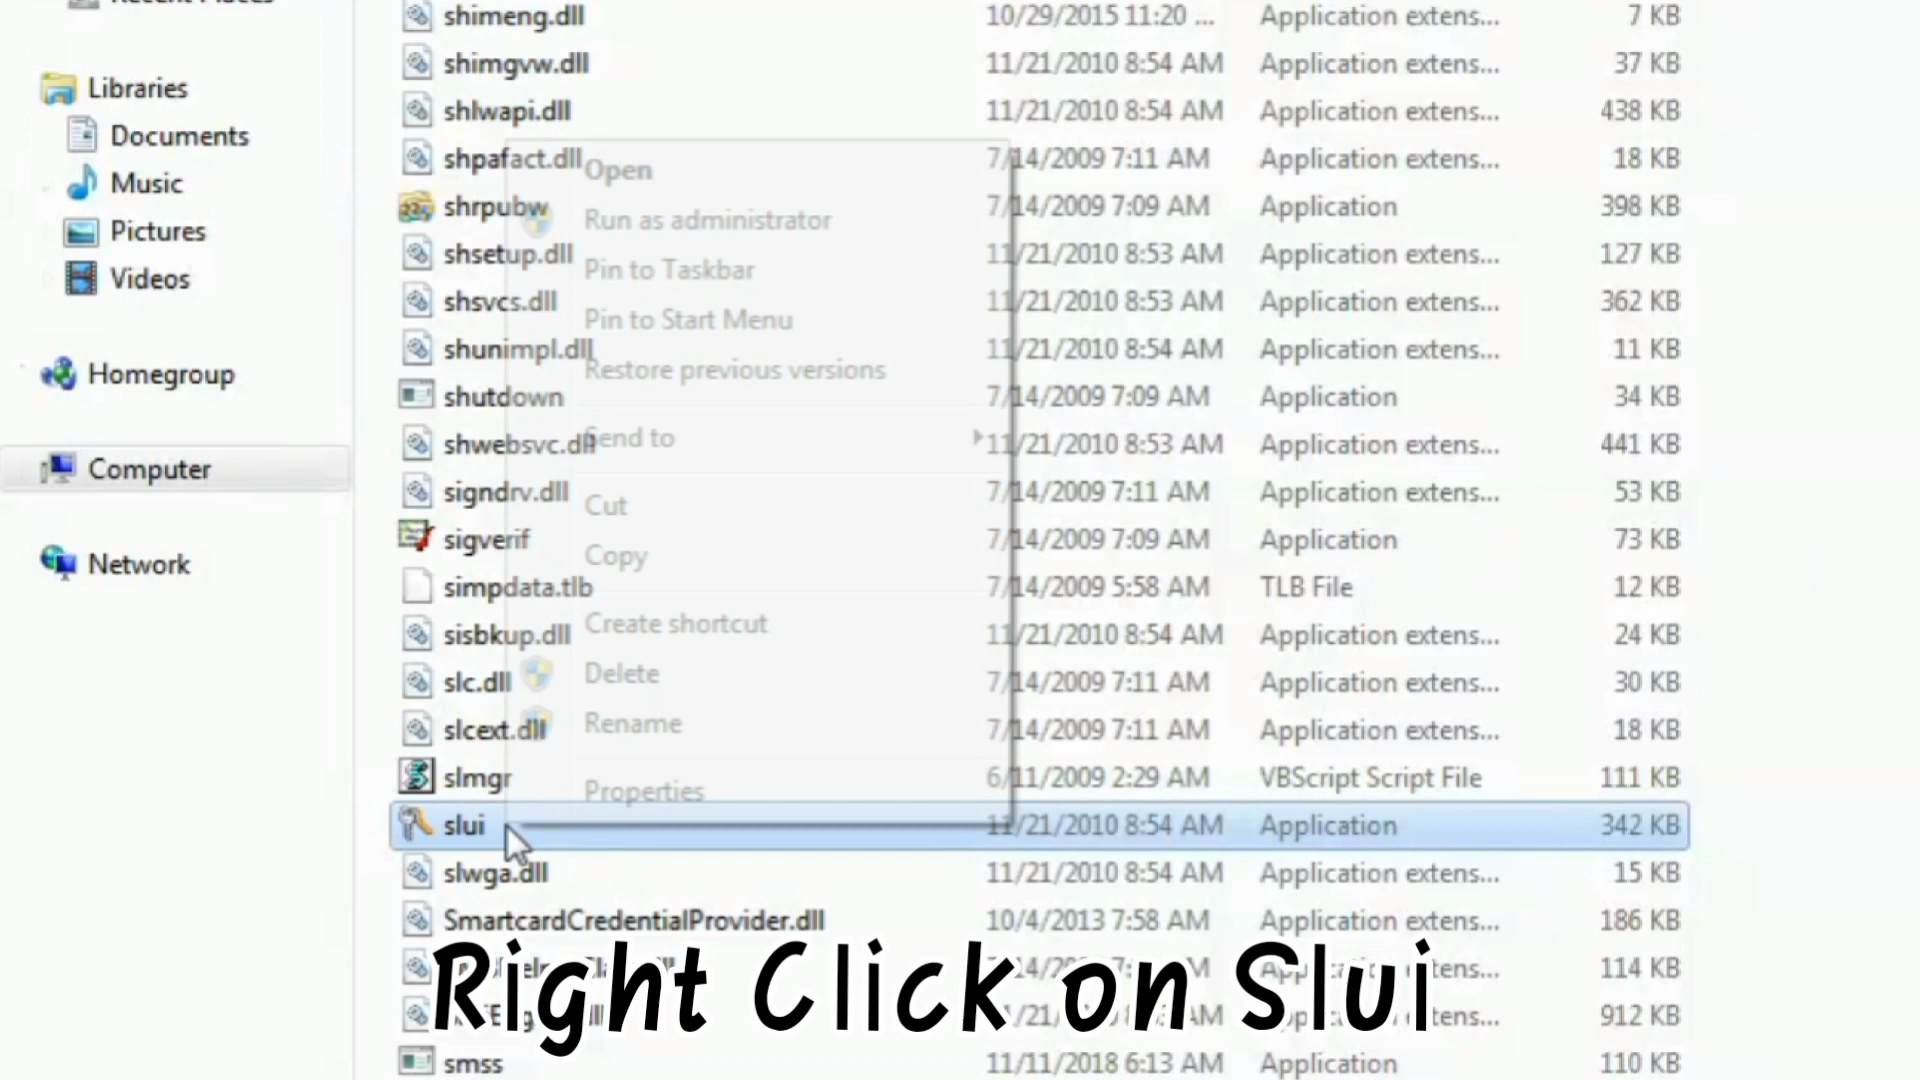 Recent Places
Libraries
Documents
Music
Pictures
Videos
Homegroup
Computer
Network
shimeng.dll 10/29/2015 11:20 ... Application extens... 7 KB
shimgvw.dll 11/21/2010 8:54 AM Application extens... 37 KB
shlwapi.dll 11/21/2010 8:54 AM Application extens... 438 KB
shpafact.dll 7/14/2009 7:11 AM Application extens... 18 KB
Open
shrpubw 7/14/2009 7:09 AM Application 398 KB
Run as administrator
shsetup.dll 11/21/2010 8:53 AM Application extens... 127 KB
Pin to Taskbar
shsvcs.dll 11/21/2010 8:53 AM Application extens... 362 KB
Pin to Start Menu
shunimpl.dll 11/21/2010 8:54 AM Application extens... 11 KB
Restore previous versions
shutdown 7/14/2009 7:09 AM Application 34 KB
shwebsvc.dll 11/21/2010 8:53 AM Application extens... 441 KB
Send to
signdrv.dll 7/14/2009 7:11 AM Application extens... 53 KB
Cut
sigverif 7/14/2009 7:09 AM Application 73 KB
Copy
simpdata.tlb 7/14/2009 5:58 AM TLB File 12 KB
sisbkup.dll 11/21/2010 8:54 AM Application extens... 24 KB
Create shortcut
slc.dll 7/14/2009 7:11 AM Application extens... 30 KB
Delete
slcext.dll 7/14/2009 7:11 AM Application extens... 18 KB
Rename
slmgr 6/11/2009 2:29 AM VBScript Script File 111 KB
Properties
slui 11/21/2010 8:54 AM Application 342 KB
slwga.dll 11/21/2010 8:54 AM Application extens... 15 KB
SmartcardCredentialProvider.dll 10/4/2013 7:58 AM Application extens... 186 KB
114 KB
Right Click on Slui
912 KB
smss 11/11/2018 6:13 AM Application 110 KB